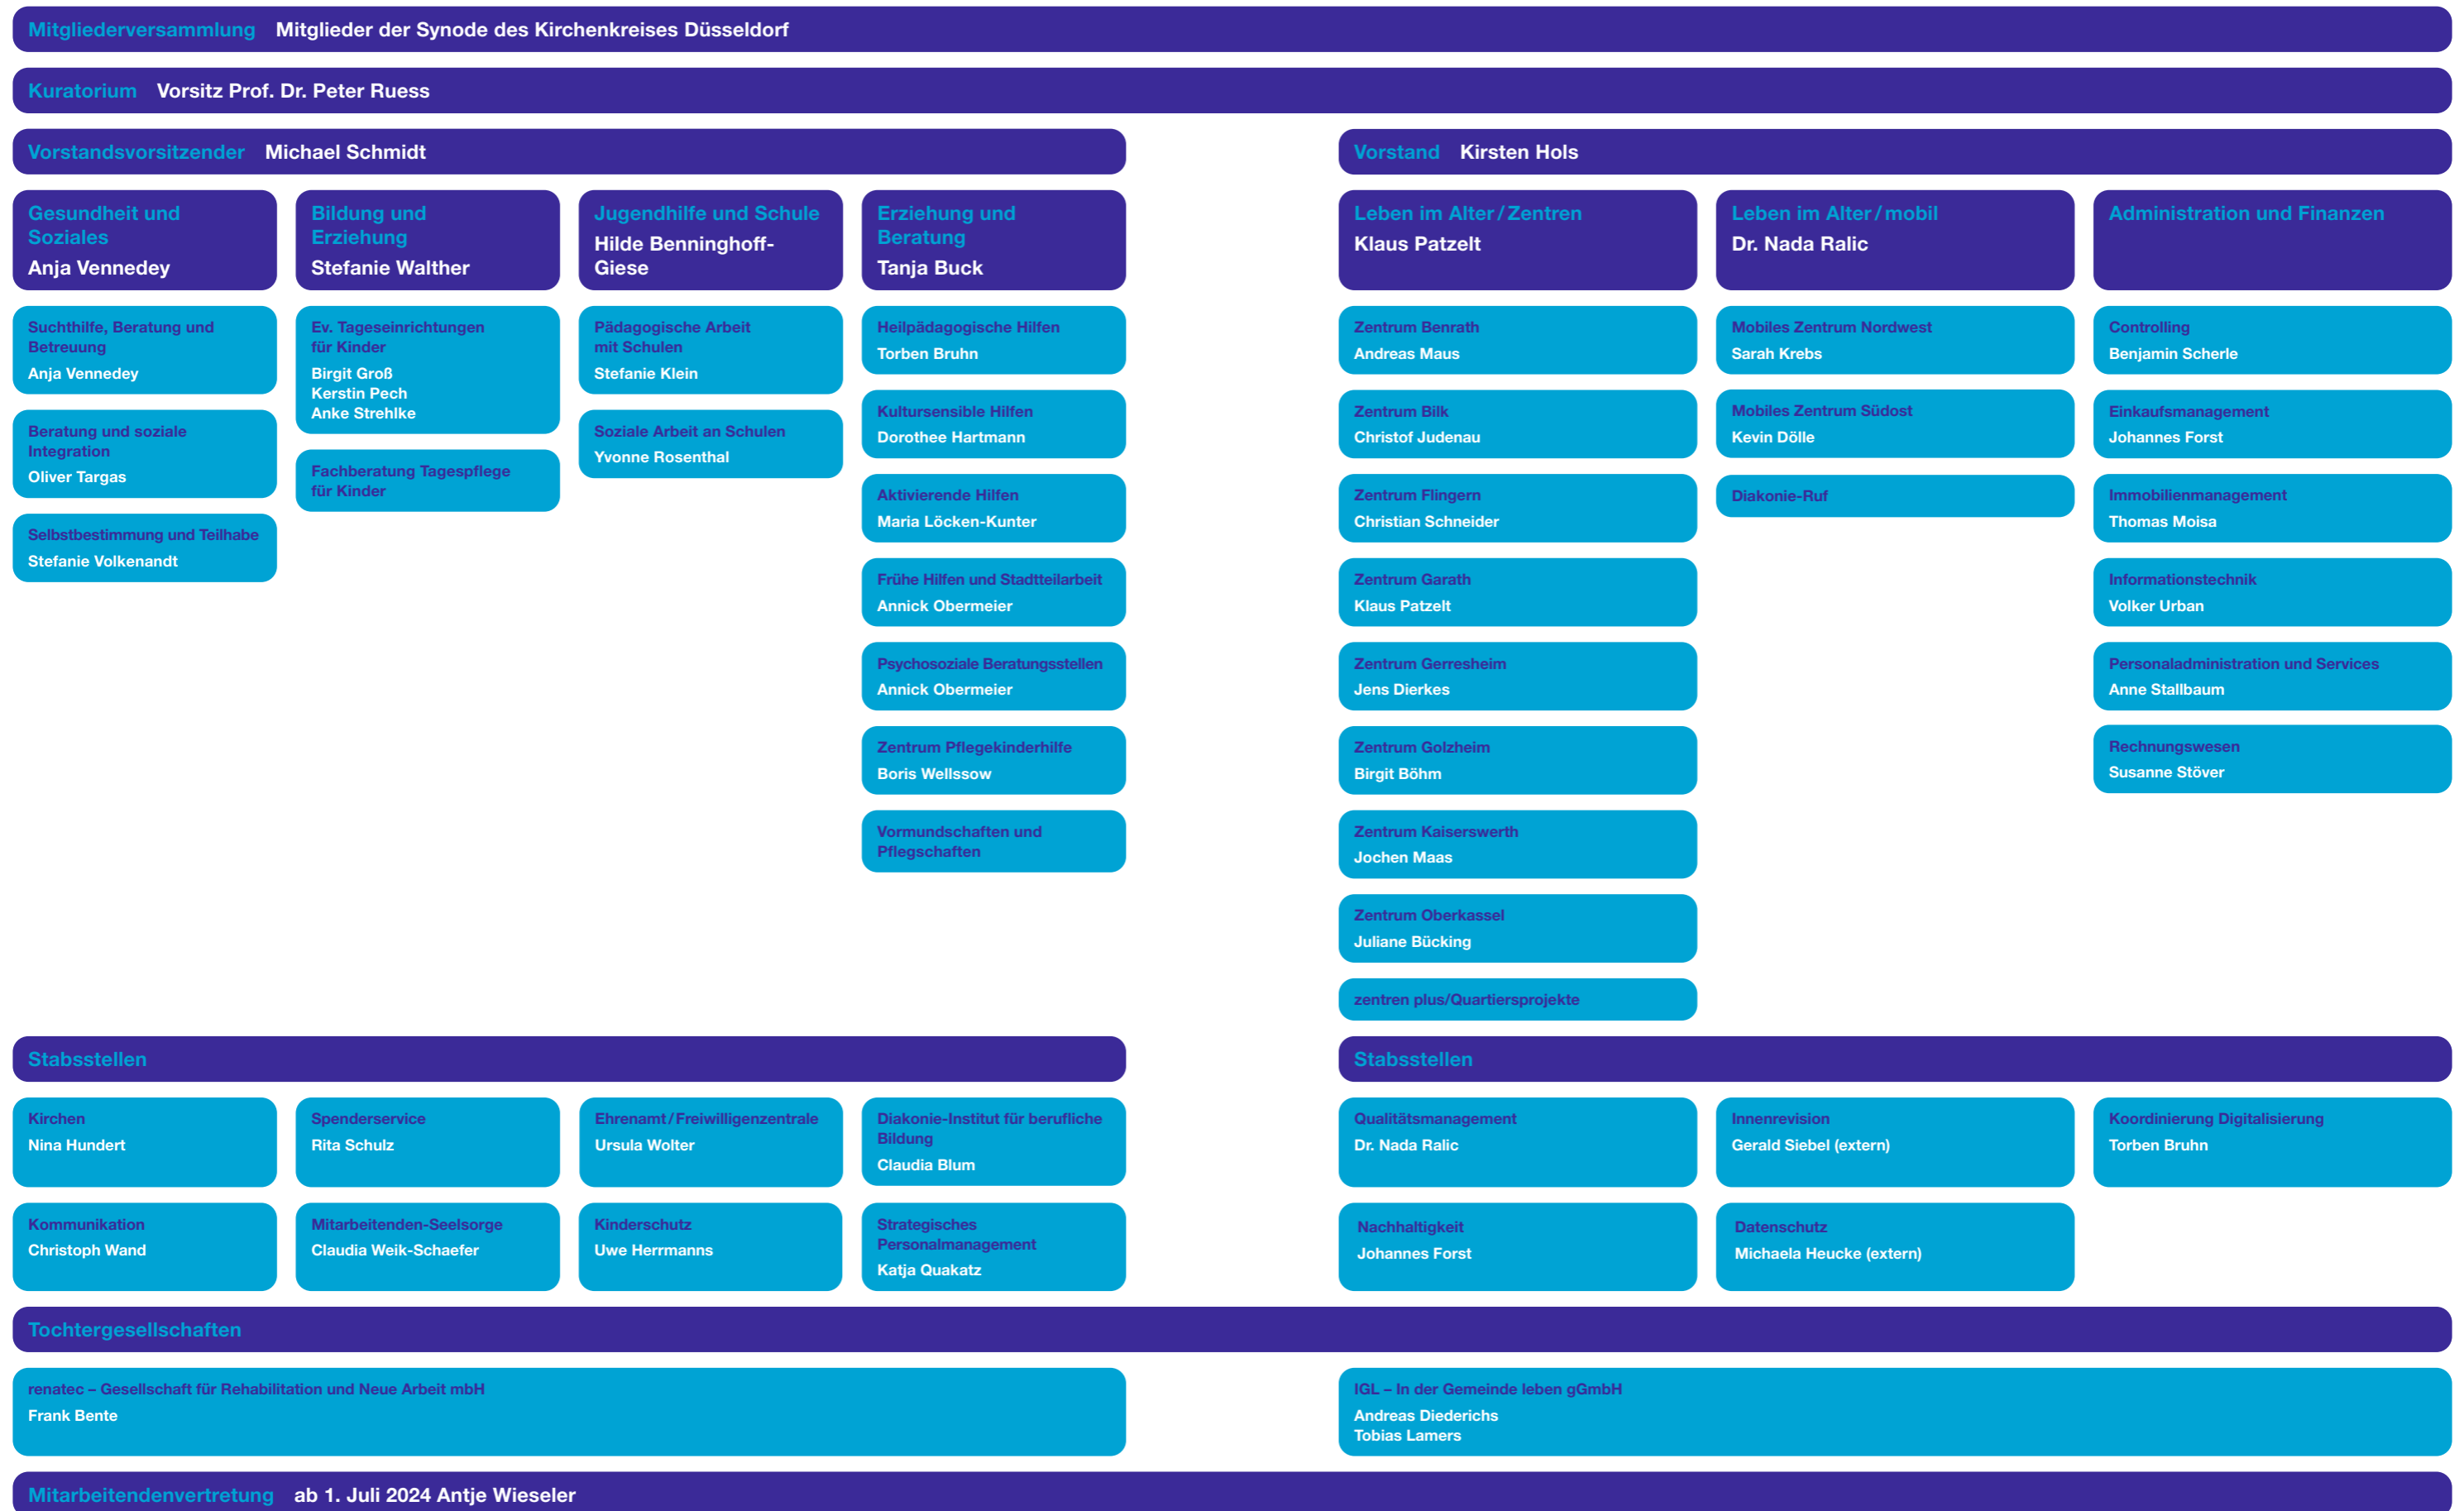 Mitgliederversammlung Mitglieder der Synode des Kirchenkreises Düsseldorf
Kuratorium Vorsitz Prof. Dr. Peter Ruess
Vorstandsvorsitzender Michael Schmidt
Gesundheit und
Soziales
Anja Vennedey
Suchthilfe, Beratung und
Betreuung
Anja Vennedey
Beratung und soziale
Integration
Oliver Targas
Selbstbestimmung und Teilhabe
Stefanie Volkenandt
Bildung und
Erziehung
Stefanie Walther
Ev. Tageseinrichtungen
für Kinder
Birgit Groß
Kerstin Pech
Anke Strehlke
Fachberatung Tagespflege
für Kinder
Jugendhilfe und Schule
Hilde Benninghoff-
Giese
Pädagogische Arbeit
mit Schulen
Stefanie Klein
Soziale Arbeit an Schulen
Yvonne Rosenthal
Erziehung und
Beratung
Tanja Buck
Heilpädagogische Hilfen
Torben Bruhn
Kultursensible Hilfen
Dorothee Hartmann
Aktivierende Hilfen
Maria Löcken-Kunter
Frühe Hilfen und Stadtteilarbeit
Annick Obermeier
Psychosoziale Beratungsstellen
Annick Obermeier
Zentrum Pflegekinderhilfe
Boris Wellssow
Vormundschaften und
Pflegschaften
Vorstand Kirsten Hols
Leben im Alter/Zentren
Klaus Patzelt
Zentrum Benrath
Andreas Maus
Zentrum Bilk
Christof Judenau
Zentrum Flingern
Christian Schneider
Zentrum Garath
Klaus Patzelt
Zentrum Gerresheim
Jens Dierkes
Zentrum Golzheim
Birgit Böhm
Zentrum Kaiserswerth
Jochen Maas
Zentrum Oberkassel
Juliane Bücking
zentren plus/Quartiersprojekte
Leben im Alter/mobil
Dr. Nada Ralic
Mobiles Zentrum Nordwest
Sarah Krebs
Mobiles Zentrum Südost
Kevin Dölle
Diakonie-Ruf
Administration und Finanzen
Controlling
Benjamin Scherle
Einkaufsmanagement
Johannes Forst
Immobilienmanagement
Thomas Moisa
Informationstechnik
Volker Urban
Personaladministration und Services
Anne Stallbaum
Rechnungswesen
Susanne Stöver
Stabsstellen
Kirchen
Nina Hundert
Spenderservice
Rita Schulz
Ehrenamt/Freiwilligenzentrale
Ursula Wolter
Diakonie-Institut für berufliche
Bildung
Claudia Blum
Kommunikation
Christoph Wand
Mitarbeitenden-Seelsorge
Claudia Weik-Schaefer
Kinderschutz
Uwe Herrmanns
Strategisches
Personalmanagement
Katja Quakatz
Stabsstellen
Qualitätsmanagement
Dr. Nada Ralic
Innenrevision
Gerald Siebel (extern)
Koordinierung Digitalisierung
Torben Bruhn
Nachhaltigkeit
Johannes Forst
Datenschutz
Michaela Heucke (extern)
Tochtergesellschaften
renatec – Gesellschaft für Rehabilitation und Neue Arbeit mbH
Frank Bente
IGL – In der Gemeinde leben gGmbH
Andreas Diederichs
Tobias Lamers
Mitarbeitendenvertretung ab 1. Juli 2024 Antje Wieseler